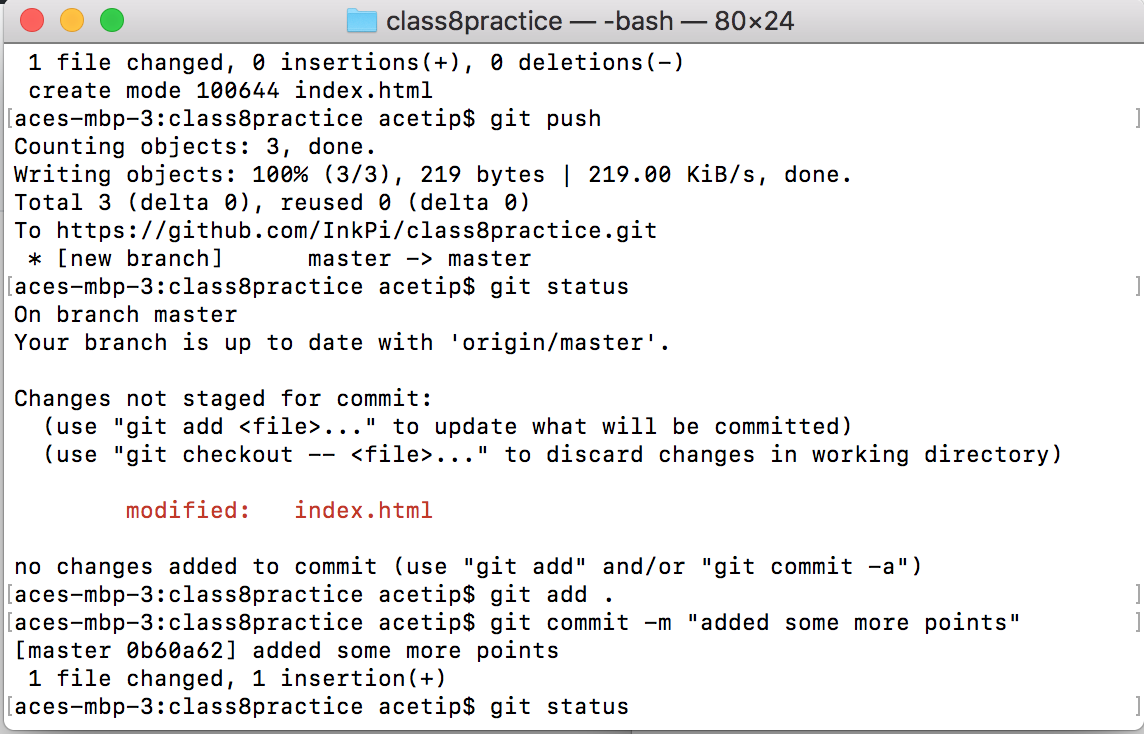 class8practice — -bash — 80×24
 1 file changed, 0 insertions(+), 0 deletions(-)
 create mode 100644 index.html
[aces-mbp-3:class8practice acetip$ git push ]
Counting objects: 3, done.
Writing objects: 100% (3/3), 219 bytes | 219.00 KiB/s, done.
Total 3 (delta 0), reused 0 (delta 0)
To https://github.com/InkPi/class8practice.git
 * [new branch]      master -> master
[aces-mbp-3:class8practice acetip$ git status ]
On branch master
Your branch is up to date with 'origin/master'.

Changes not staged for commit:
  (use "git add <file>..." to update what will be committed)
  (use "git checkout -- <file>..." to discard changes in working directory)

        modified:   index.html

no changes added to commit (use "git add" and/or "git commit -a")
[aces-mbp-3:class8practice acetip$ git add . ]
[aces-mbp-3:class8practice acetip$ git commit -m "added some more points" ]
[master 0b60a62] added some more points
 1 file changed, 1 insertion(+)
[aces-mbp-3:class8practice acetip$ git status ]